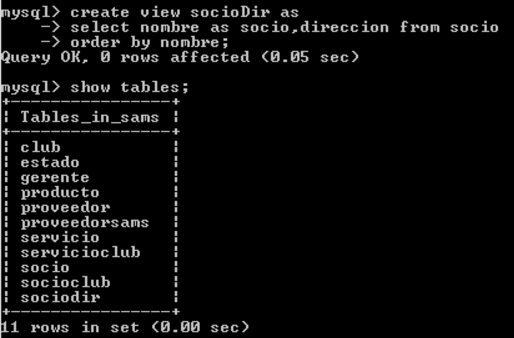 mysql> create view socioDir as
    -> select nombre as socio,direccion from socio
    -> order by nombre;
Query OK, 0 rows affected (0.05 sec)
mysql> show tables;
+----------------+
| Tables_in_sams |
+----------------+
| club           |
| estado         |
| gerente        |
| producto       |
| proveedor      |
| proveedorsams  |
| servicio       |
| servicioclub   |
| socio          |
| socioclub      |
| sociodir       |
+----------------+
11 rows in set (0.00 sec)